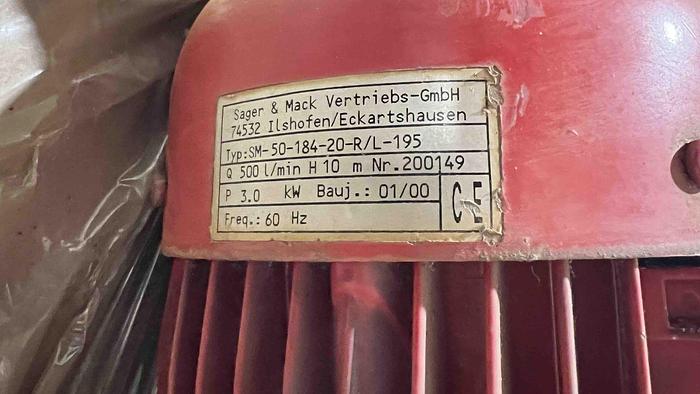 Sager & Mack Vertriebs-GmbH
74532 Ilshofen/Eckartshausen
Typ:SM-50-184-20-R/L-195
Q 500 l/min H 10 m Nr.200149
P 3.0 kW Bauj.: 01/00
Freq.: 60 Hz
CE